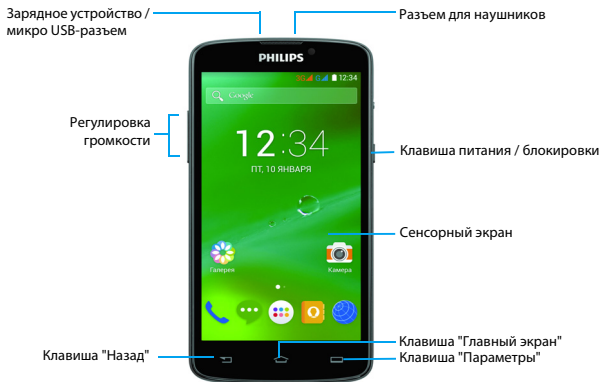 Зарядное устройство /
микро USB-разъем
Разъем для наушников
PHILIPS
3G G 12:34
Google
Регулировка
громкости
12:34
ПТ, 10 ЯНВАРЯ
Клавиша питания / блокировки
Сенсорный экран
Галерея
Камера
Клавиша "Главный экран"
Клавиша "Назад"
Клавиша "Параметры"